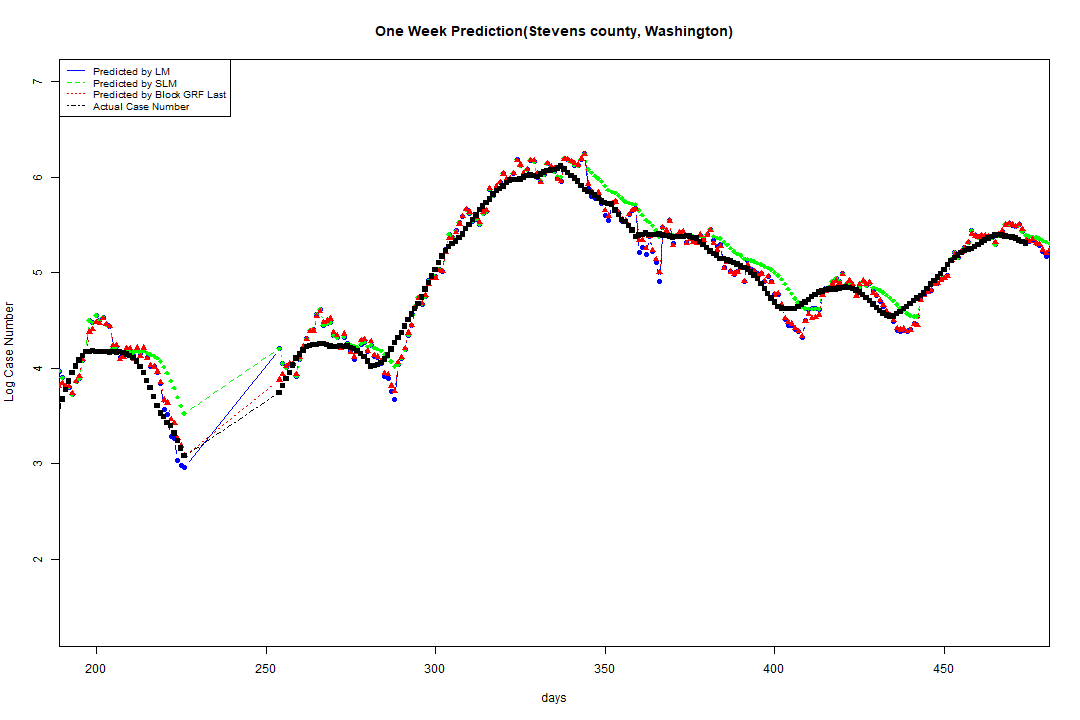 One Week Prediction(Stevens county, Washington)
Predicted by LM
Predicted by SLM
Predicted by Block GRF Last
Actual Case Number
7
6
5
4
3
2
Log Case Number
200 250 300 350 400 450
days